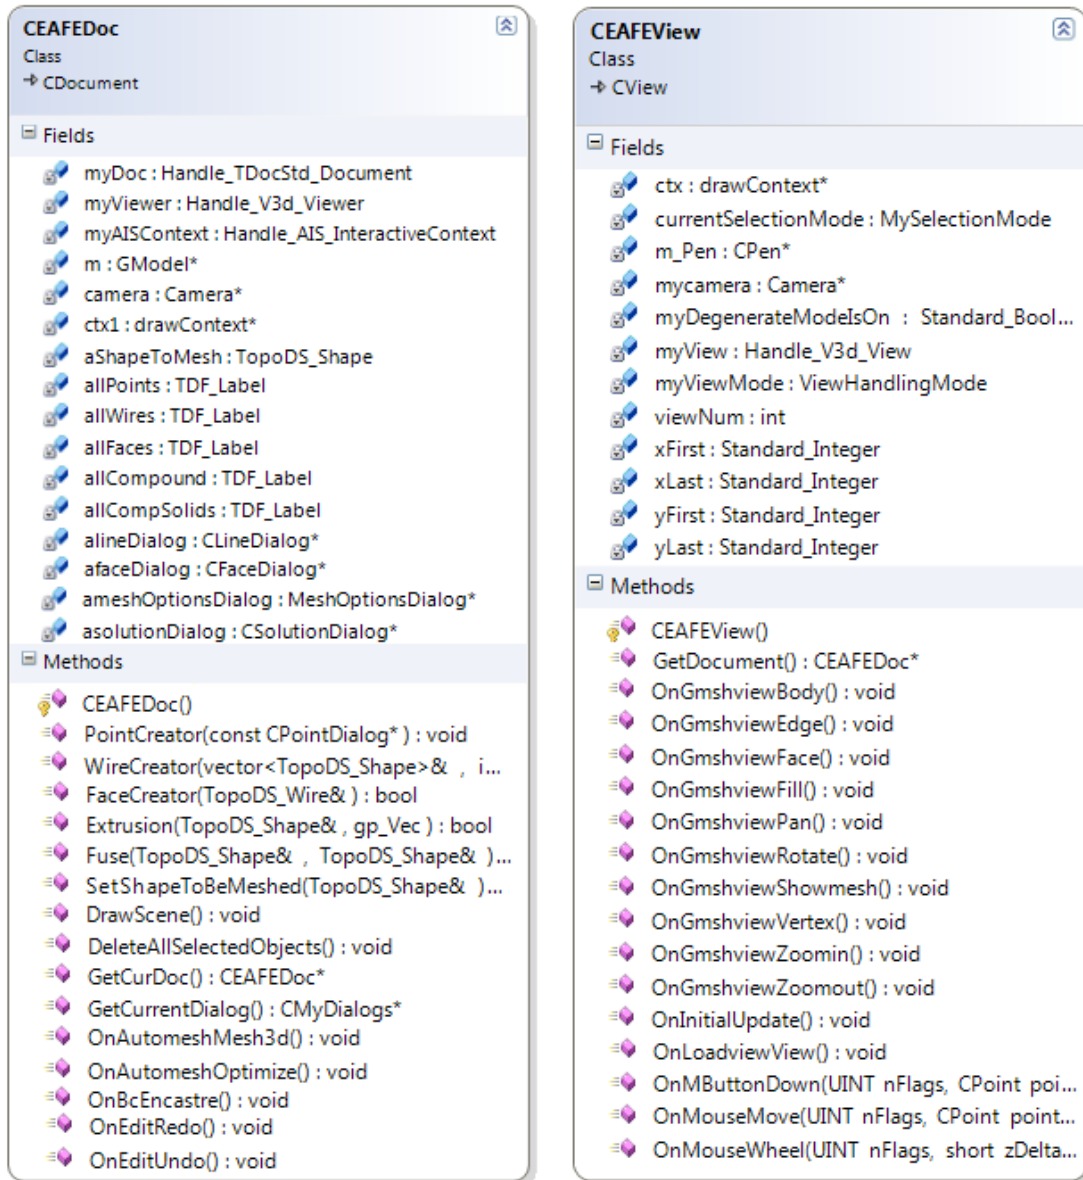 CEAFEDoc
Class
CDocument
Fields
myDoc : Handle_TDocStd_Document
myViewer : Handle_V3d_Viewer
myAISContext : Handle_AIS_InteractiveContext
m : GModel*
camera : Camera*
ctx1 : drawContext*
aShapeToMesh : TopoDS_Shape
allPoints : TDF_Label
allWires : TDF_Label
allFaces : TDF_Label
allCompound : TDF_Label
allCompSolids : TDF_Label
alineDialog : CLineDialog*
afaceDialog : CFaceDialog*
ameshOptionsDialog : MeshOptionsDialog*
asolutionDialog : CSolutionDialog*
Methods
CEAFEDoc()
PointCreator(const CPointDialog* ) : void
WireCreator(vector<TopoDS_Shape>& , i...
FaceCreator(TopoDS_Wire& ) : bool
Extrusion(TopoDS_Shape& , gp_Vec ) : bool
Fuse(TopoDS_Shape& , TopoDS_Shape& )...
SetShapeToBeMeshed(TopoDS_Shape& )...
DrawScene() : void
DeleteAllSelectedObjects() : void
GetCurDoc() : CEAFEDoc*
GetCurrentDialog() : CMyDialogs*
OnAutomeshMesh3d() : void
OnAutomeshOptimize() : void
OnBcEncastre() : void
OnEditRedo() : void
OnEditUndo() : void
CEAFEView
Class
CView
Fields
ctx : drawContext*
currentSelectionMode : MySelectionMode
m_Pen : CPen*
mycamera : Camera*
myDegenerateModeIsOn : Standard_Bool...
myView : Handle_V3d_View
myViewMode : ViewHandlingMode
viewNum : int
xFirst : Standard_Integer
xLast : Standard_Integer
yFirst : Standard_Integer
yLast : Standard_Integer
Methods
CEAFEView()
GetDocument() : CEAFEDoc*
OnGmshviewBody() : void
OnGmshviewEdge() : void
OnGmshviewFace() : void
OnGmshviewFill() : void
OnGmshviewPan() : void
OnGmshviewRotate() : void
OnGmshviewShowmesh() : void
OnGmshviewVertex() : void
OnGmshviewZoomin() : void
OnGmshviewZoomout() : void
OnInitialUpdate() : void
OnLoadviewView() : void
OnMButtonDown(UINT nFlags, CPoint poi...
OnMouseMove(UINT nFlags, CPoint point...
OnMouseWheel(UINT nFlags, short zDelta...